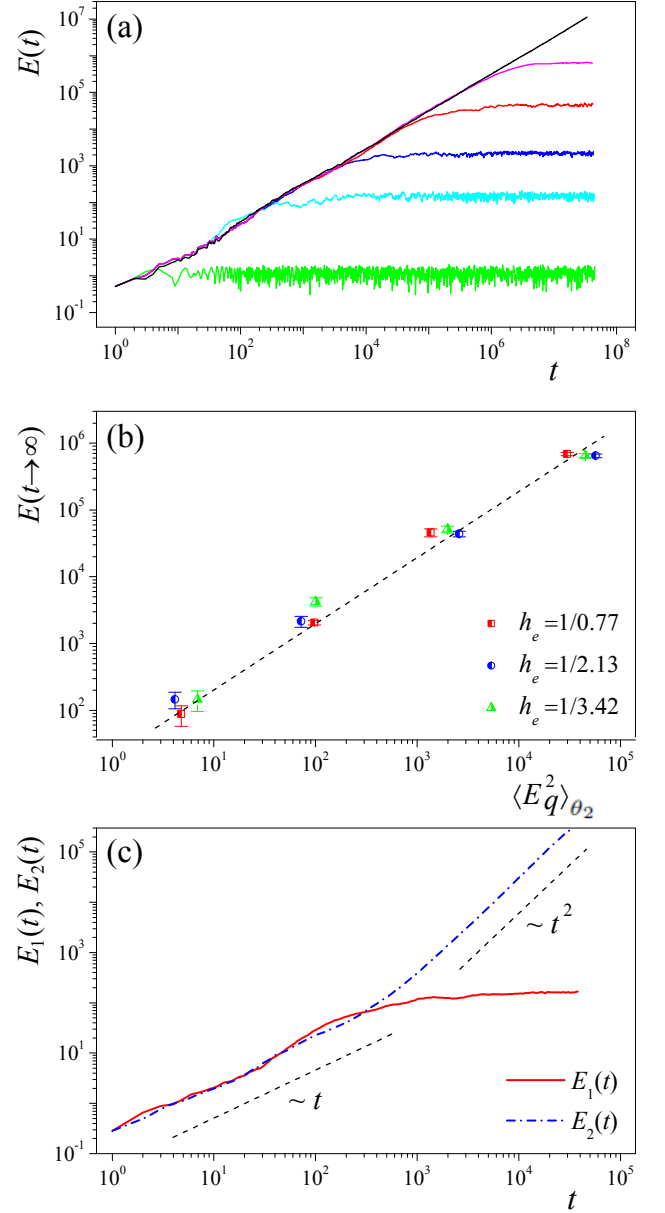 (a)
E(t)
10^7
10^5
10^3
10^1
10^-1
10^0 10^2 10^4 10^6 10^8
t
(b)
E(t→∞)
10^6
10^5
10^4
10^3
10^2
h_e =1/0.77
h_e =1/2.13
h_e =1/3.42
10^0 10^1 10^2 10^3 10^4 10^5
⟨E_q^2⟩_θ_2
(c)
E_1(t), E_2(t)
10^5
10^3
10^1
10^-1
~ t^2
~ t
E_1(t)
E_2(t)
10^0 10^1 10^2 10^3 10^4 10^5
t